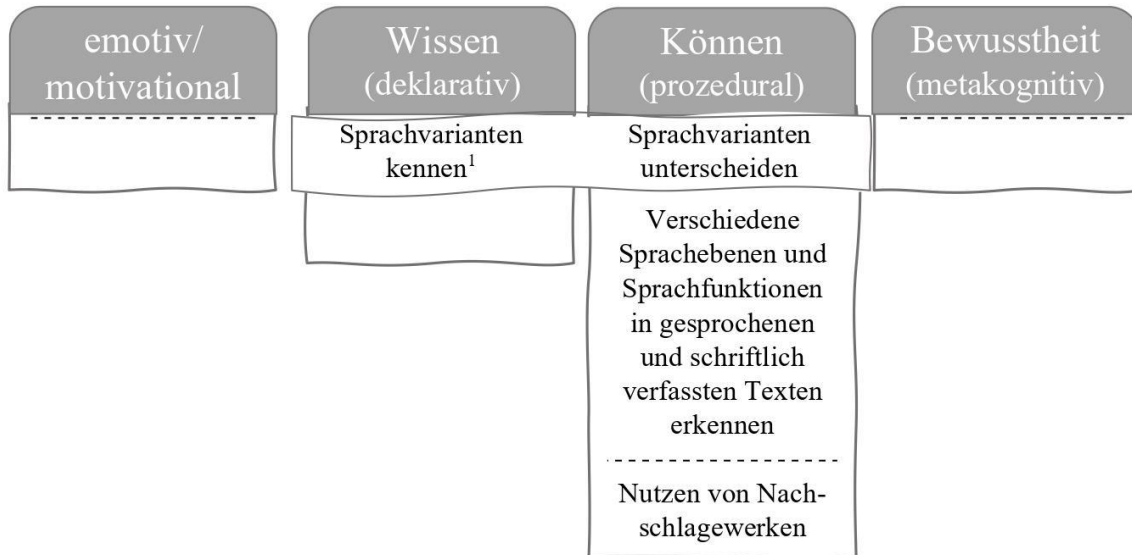 emotiv/
motivational
Wissen
(deklarativ)
Können
(prozedural)
Bewusstheit
(metakognitiv)
Sprachvarianten
kennen¹
Sprachvarianten
unterscheiden
Verschiedene
Sprachebenen und
Sprachfunktionen
in gesprochenen
und schriftlich
verfassten Texten
erkennen
Nutzen von Nach-
schlagewerken